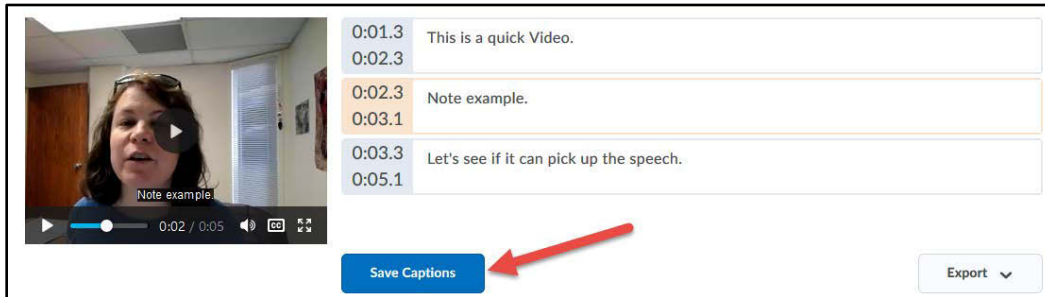 0:01.3
This is a quick Video.
0:02.3
0:02.3
Note example.
0:03.1
0:03.3
Let's see if it can pick up the speech.
0:05.1
Note example.
0:02 / 0:05
CC
Save Captions
Export